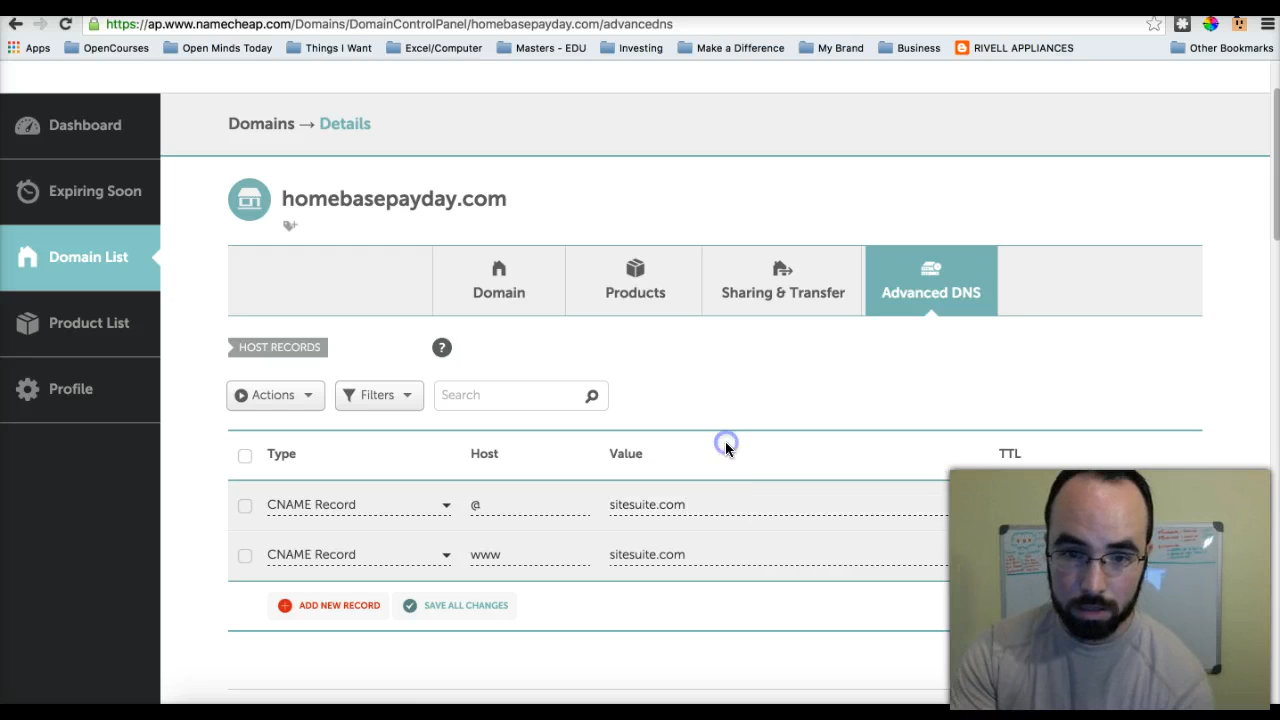 https://ap.www.namecheap.com/Domains/DomainControlPanel/homebasepayday.com/advancedns
Apps OpenCourses Open Minds Today Things I Want Excel/Computer Masters - EDU Investing Make a Difference My Brand Business RIVELL APPLIANCES Other Bookmarks
Dashboard
Expiring Soon
Domain List
Product List
Profile
Domains → Details
homebasepayday.com
Domain Products Sharing & Transfer Advanced DNS
HOST RECORDS ?
Actions Filters Search
Type Host Value TTL
CNAME Record @ sitesuite.com
CNAME Record www sitesuite.com
ADD NEW RECORD SAVE ALL CHANGES